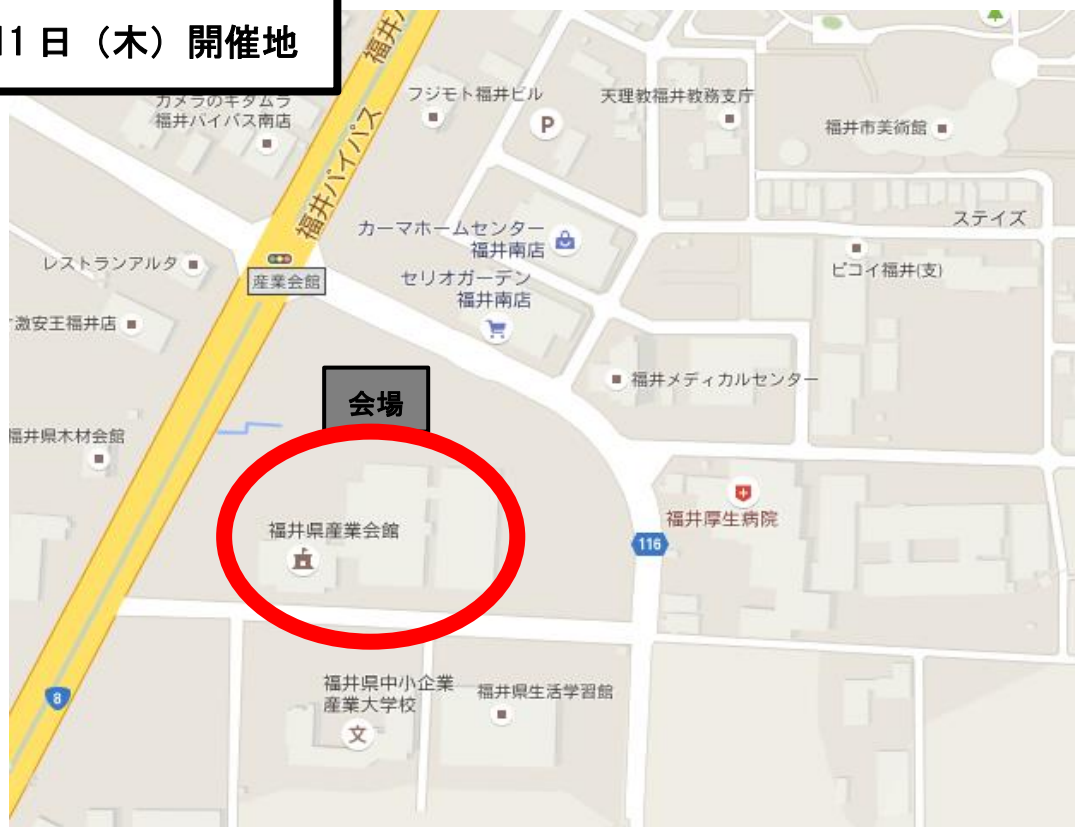 1日（木）開催地
福井バ
カメラのキタムラ
福井バイパス南店
フジモト福井ビル
P
天理教福井教務支庁
福井市美術館
福井バイパス
カーマホームセンター
福井南店
ステイズ
レストランアルタ
産業会館
セリオガーデン
福井南店
ピコイ福井(支)
激安王福井店
福井メディカルセンター
会場
福井県木材会館
福井厚生病院
福井県産業会館
116
8
福井県中小企業
産業大学校
文
福井県生活学習館